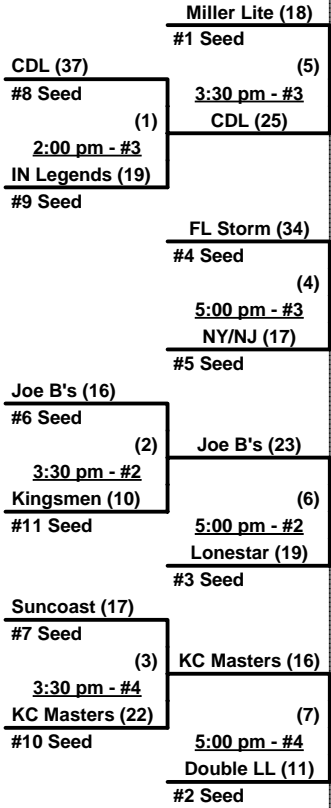 Miller Lite (18)
#1 Seed
CDL (37)
(5)
#8 Seed
3:30 pm - #3
(1)
CDL (25)
2:00 pm - #3
IN Legends (19)
#9 Seed
FL Storm (34)
#4 Seed
(4)
5:00 pm - #3
NY/NJ (17)
#5 Seed
Joe B's (16)
#6 Seed
(2)
Joe B's (23)
3:30 pm - #2
Kingsmen (10)
(6)
#11 Seed
5:00 pm - #2
Lonestar (19)
#3 Seed
Suncoast (17)
#7 Seed
(3)
KC Masters (16)
3:30 pm - #4
KC Masters (22)
(7)
#10 Seed
5:00 pm - #4
Double LL (11)
#2 Seed